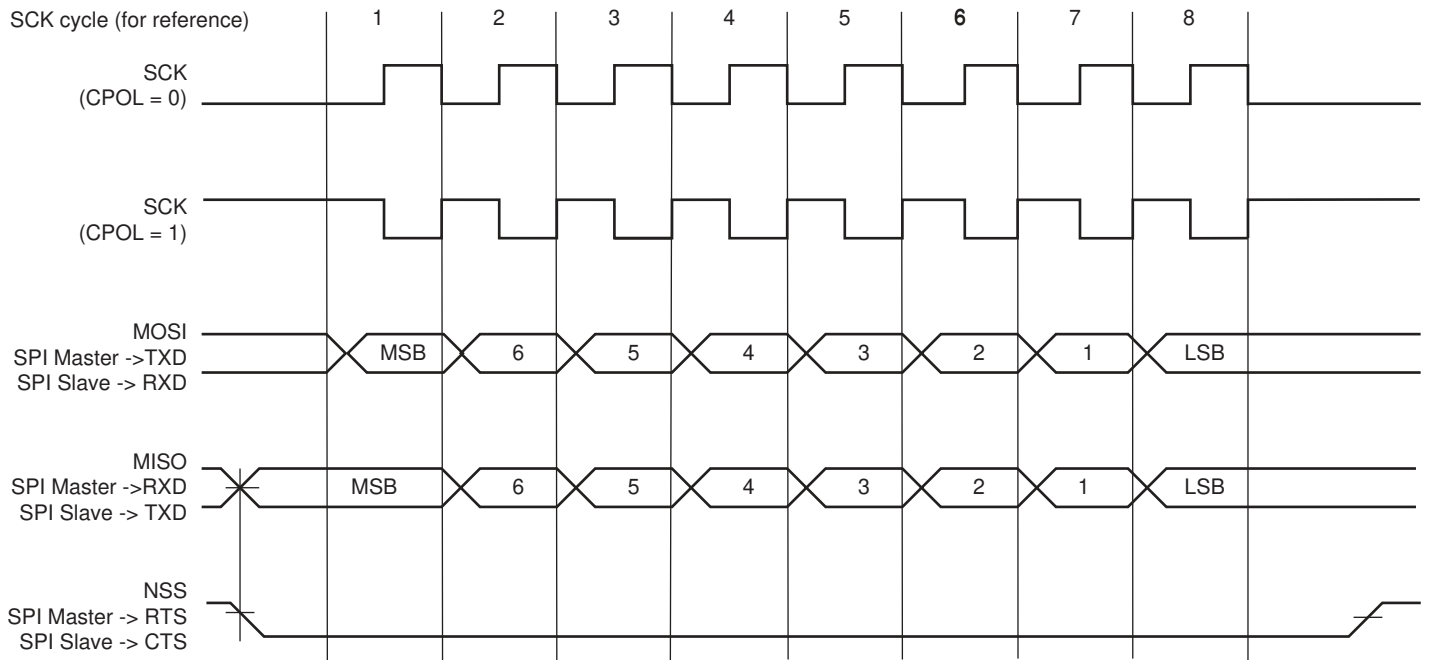 SCK cycle (for reference) 1 2 3 4 5 6 7 8
SCK
(CPOL = 0)
SCK
(CPOL = 1)
MOSI
SPI Master ->TXD
SPI Slave -> RXD
MSB 6 5 4 3 2 1 LSB
MISO
SPI Master ->RXD
SPI Slave -> TXD
MSB 6 5 4 3 2 1 LSB
NSS
SPI Master -> RTS
SPI Slave -> CTS